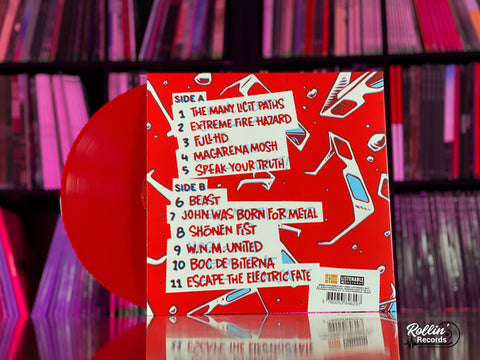 SIDE A
1 THE MANY LICIT PATHS
2 EXTREME FIRE HAZARD
3 FULL HD
4 MACARENA MOSH
5 SPEAK YOUR TRUTH
SIDE B
6 BEAST
7 JOHN WAS BORN FOR METAL
8 SHŌNEN FIST
9 W.N.M. UNITED
10 BOC DE BITERNA
11 ESCAPE THE ELECTRIC FATE
Rollin'
Records